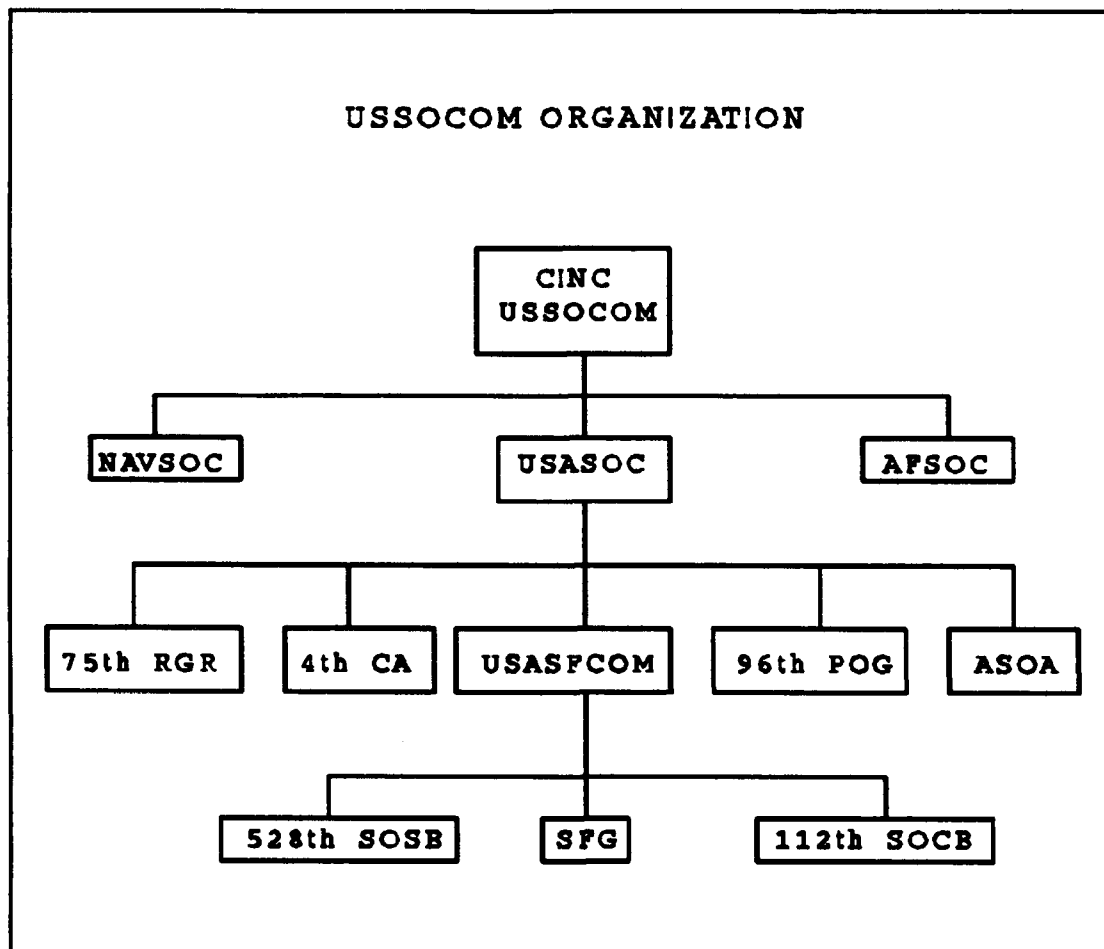 USSOCOM ORGANIZATION
CINC
USSOCOM
NAVSOC
USASOC
AFSOC
75th RGR
4th CA
USASFCOM
96th POG
ASOA
528th SOSB
SFG
112th SOCB